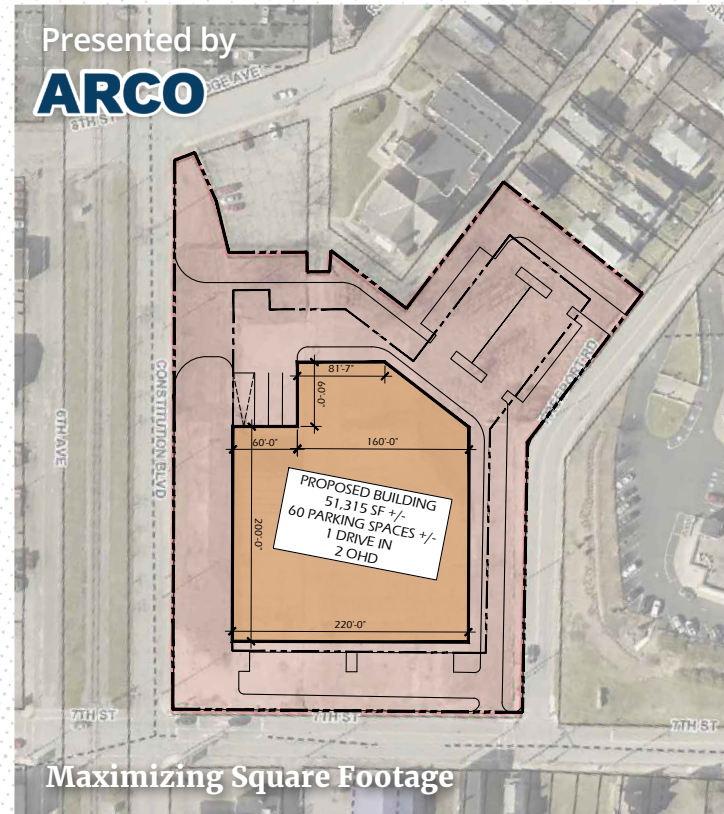 Presented by
ARCO
8TH ST
CONSTITUTION BLVD
6TH AVE
81'-7"
60'-0"
60'-0"
160'-0"
PROPOSED BUILDING
51,315 SF +/-
60 PARKING SPACES +/-
1 DRIVE IN
2 OHD
200'-0"
220'-0"
7TH ST
7TH ST
7TH ST
Maximizing Square Footage